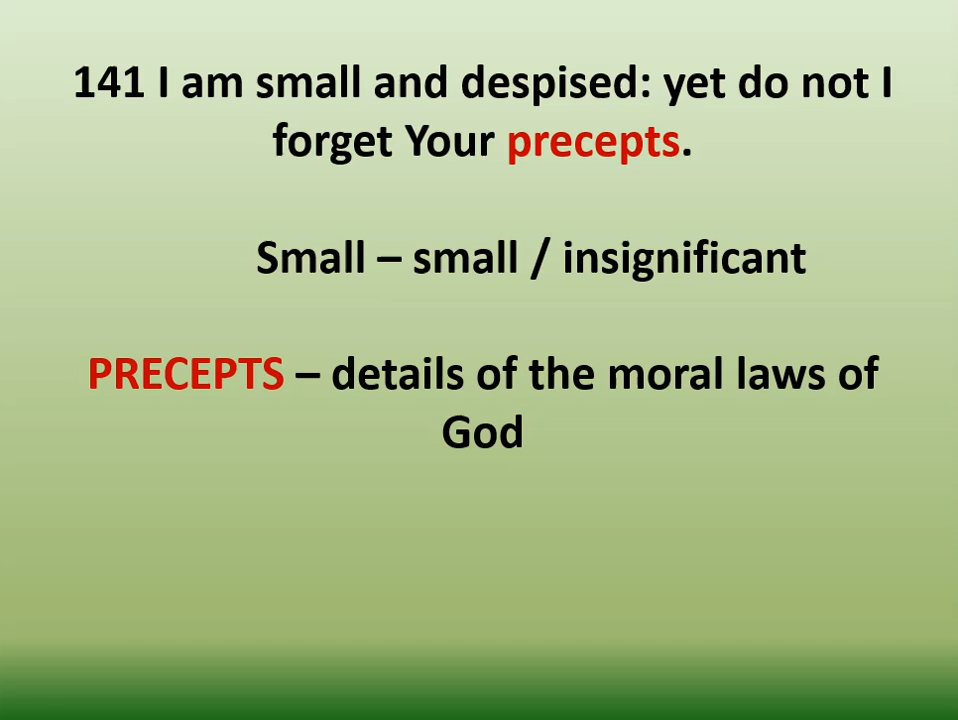 141 I am small and despised: yet do not I
forget Your precepts.
Small – small / insignificant
PRECEPTS – details of the moral laws of
God